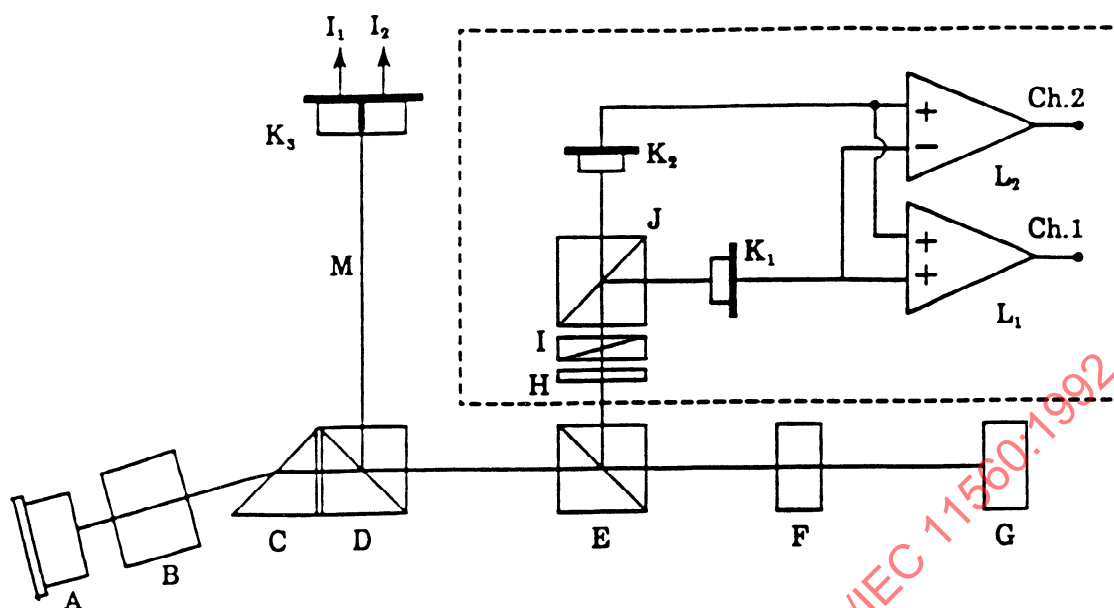 I₁ I₂
K₃
M
Ch.2
K₂
L₂
J
K₁
Ch.1
L₁
I
H
A
B
C
D
E
F
G
/IEC 11560:1992
+
−
+
+